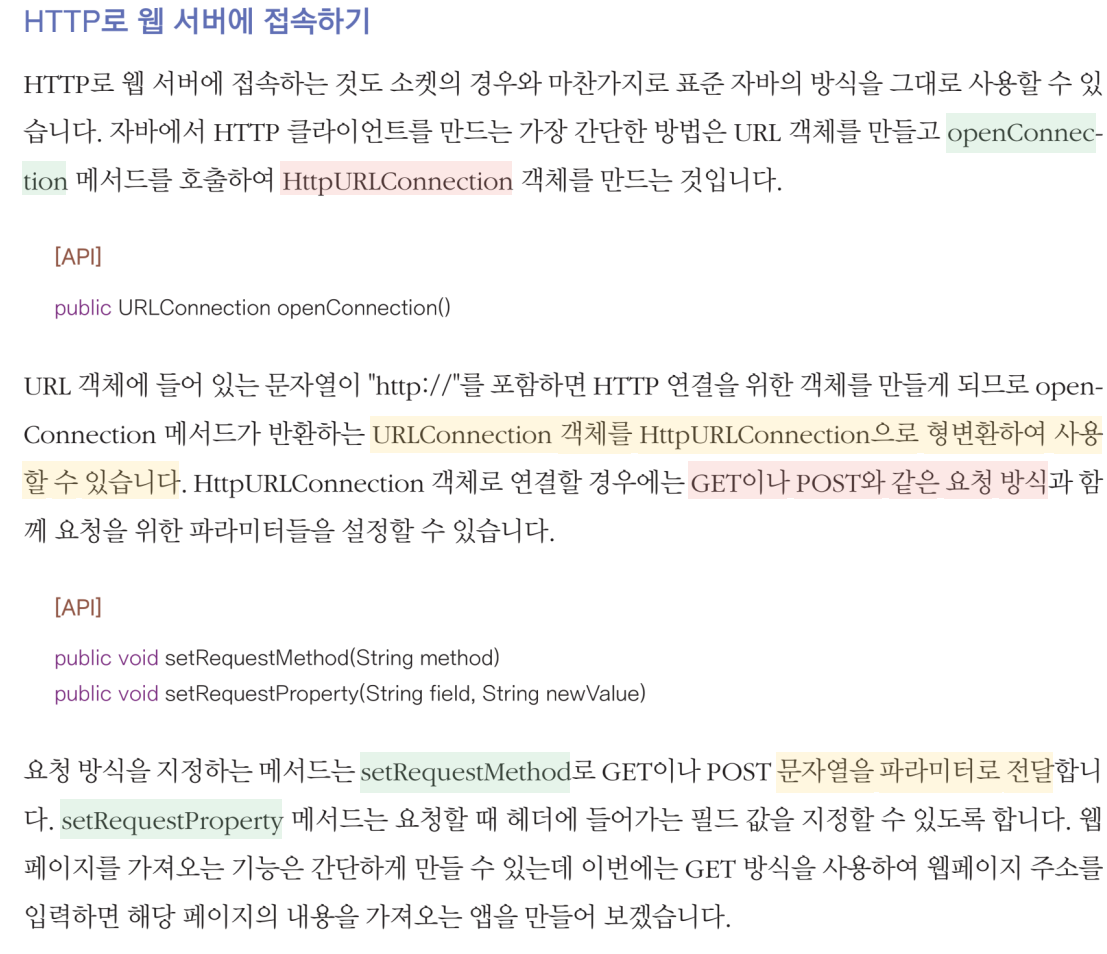 HTTP로 웹 서버에 접속하기
HTTP로 웹 서버에 접속하는 것도 소켓의 경우와 마찬가지로 표준 자바의 방식을 그대로 사용할 수 있
습니다. 자바에서 HTTP 클라이언트를 만드는 가장 간단한 방법은 URL 객체를 만들고 openConnec-
tion 메서드를 호출하여 HttpURLConnection 객체를 만드는 것입니다.
[API]
public URLConnection openConnection()
URL 객체에 들어 있는 문자열이 "http://"를 포함하면 HTTP 연결을 위한 객체를 만들게 되므로 open-
Connection 메서드가 반환하는 URLConnection 객체를 HttpURLConnection으로 형변환하여 사용
할 수 있습니다. HttpURLConnection 객체로 연결할 경우에는 GET이나 POST와 같은 요청 방식과 함
께 요청을 위한 파라미터들을 설정할 수 있습니다.
[API]
public void setRequestMethod(String method)
public void setRequestProperty(String field, String newValue)
요청 방식을 지정하는 메서드는 setRequestMethod로 GET이나 POST 문자열을 파라미터로 전달합니
다. setRequestProperty 메서드는 요청할 때 헤더에 들어가는 필드 값을 지정할 수 있도록 합니다. 웹
페이지를 가져오는 기능은 간단하게 만들 수 있는데 이번에는 GET 방식을 사용하여 웹페이지 주소를
입력하면 해당 페이지의 내용을 가져오는 앱을 만들어 보겠습니다.